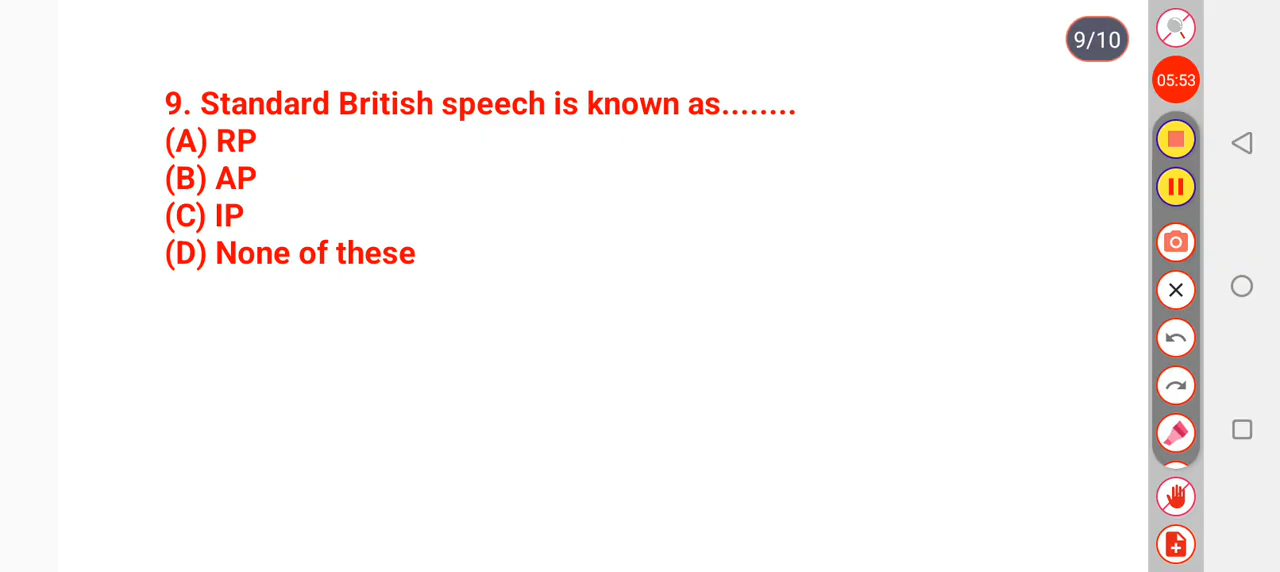 9/10
05:53
9. Standard British speech is known as........
(A) RP
(B) AP
(C) IP
(D) None of these